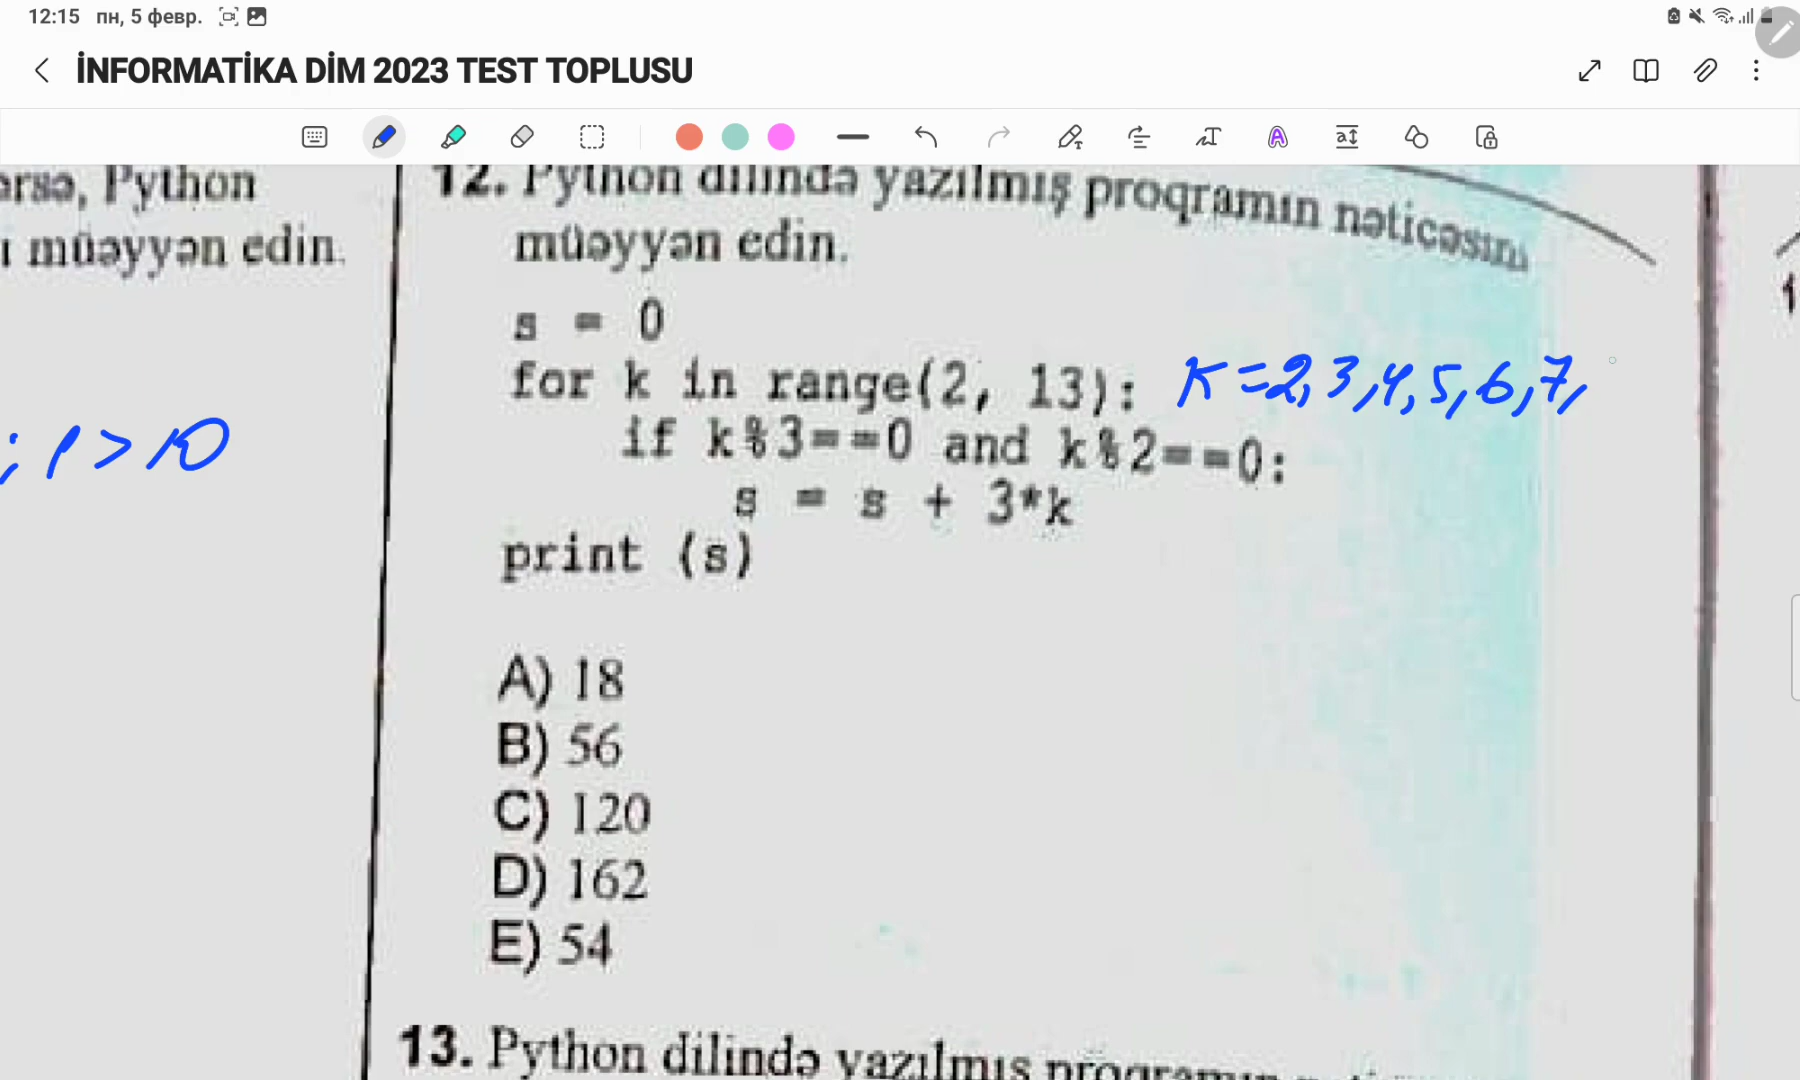 12:15 пн, 5 февр.
İNFORMATİKA DİM 2023 TEST TOPLUSU
Python
müəyyən edin.
; p > 10
12. Python dilində yazılmış proqramın nəticəsini
müəyyən edin.
s = 0
for k in range(2, 13): K=2,3,4,5,6,7,
if k%3==0 and k%2==0:
s = s + 3*k
print (s)
A) 18
B) 56
C) 120
D) 162
E) 54
13. Python dilində yazılmış proqramın